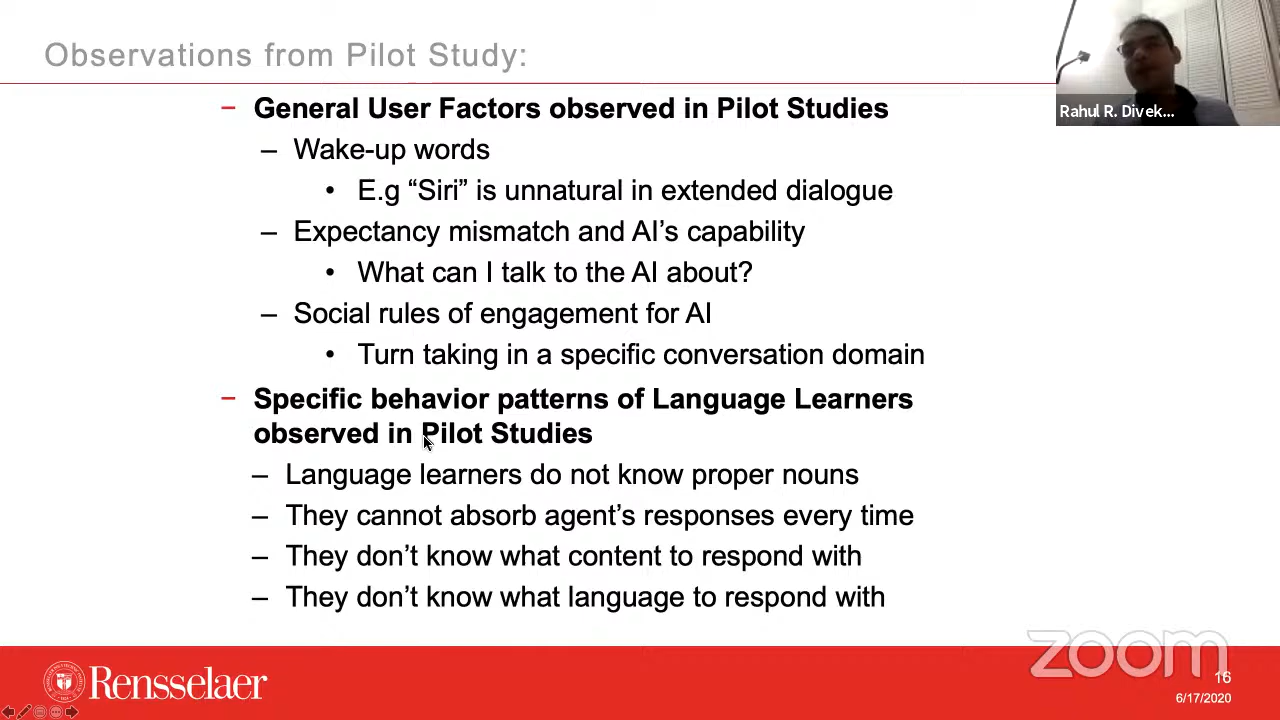 Observations from Pilot Study:
Rahul R. Divek...
– General User Factors observed in Pilot Studies
– Wake-up words
• E.g “Siri” is unnatural in extended dialogue
– Expectancy mismatch and AI’s capability
• What can I talk to the AI about?
– Social rules of engagement for AI
• Turn taking in a specific conversation domain
– Specific behavior patterns of Language Learners
observed in Pilot Studies
– Language learners do not know proper nouns
– They cannot absorb agent’s responses every time
– They don’t know what content to respond with
– They don’t know what language to respond with
Rensselaer
zoom
16
6/17/2020